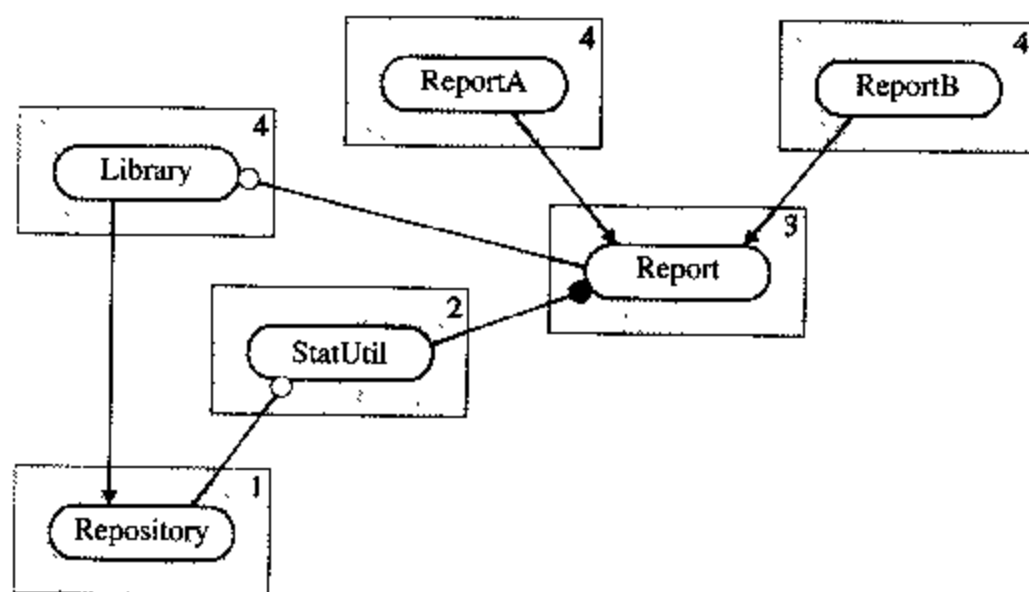 4
ReportA
4
ReportB
4
Library
3
Report
2
StatUtil
1
Repository